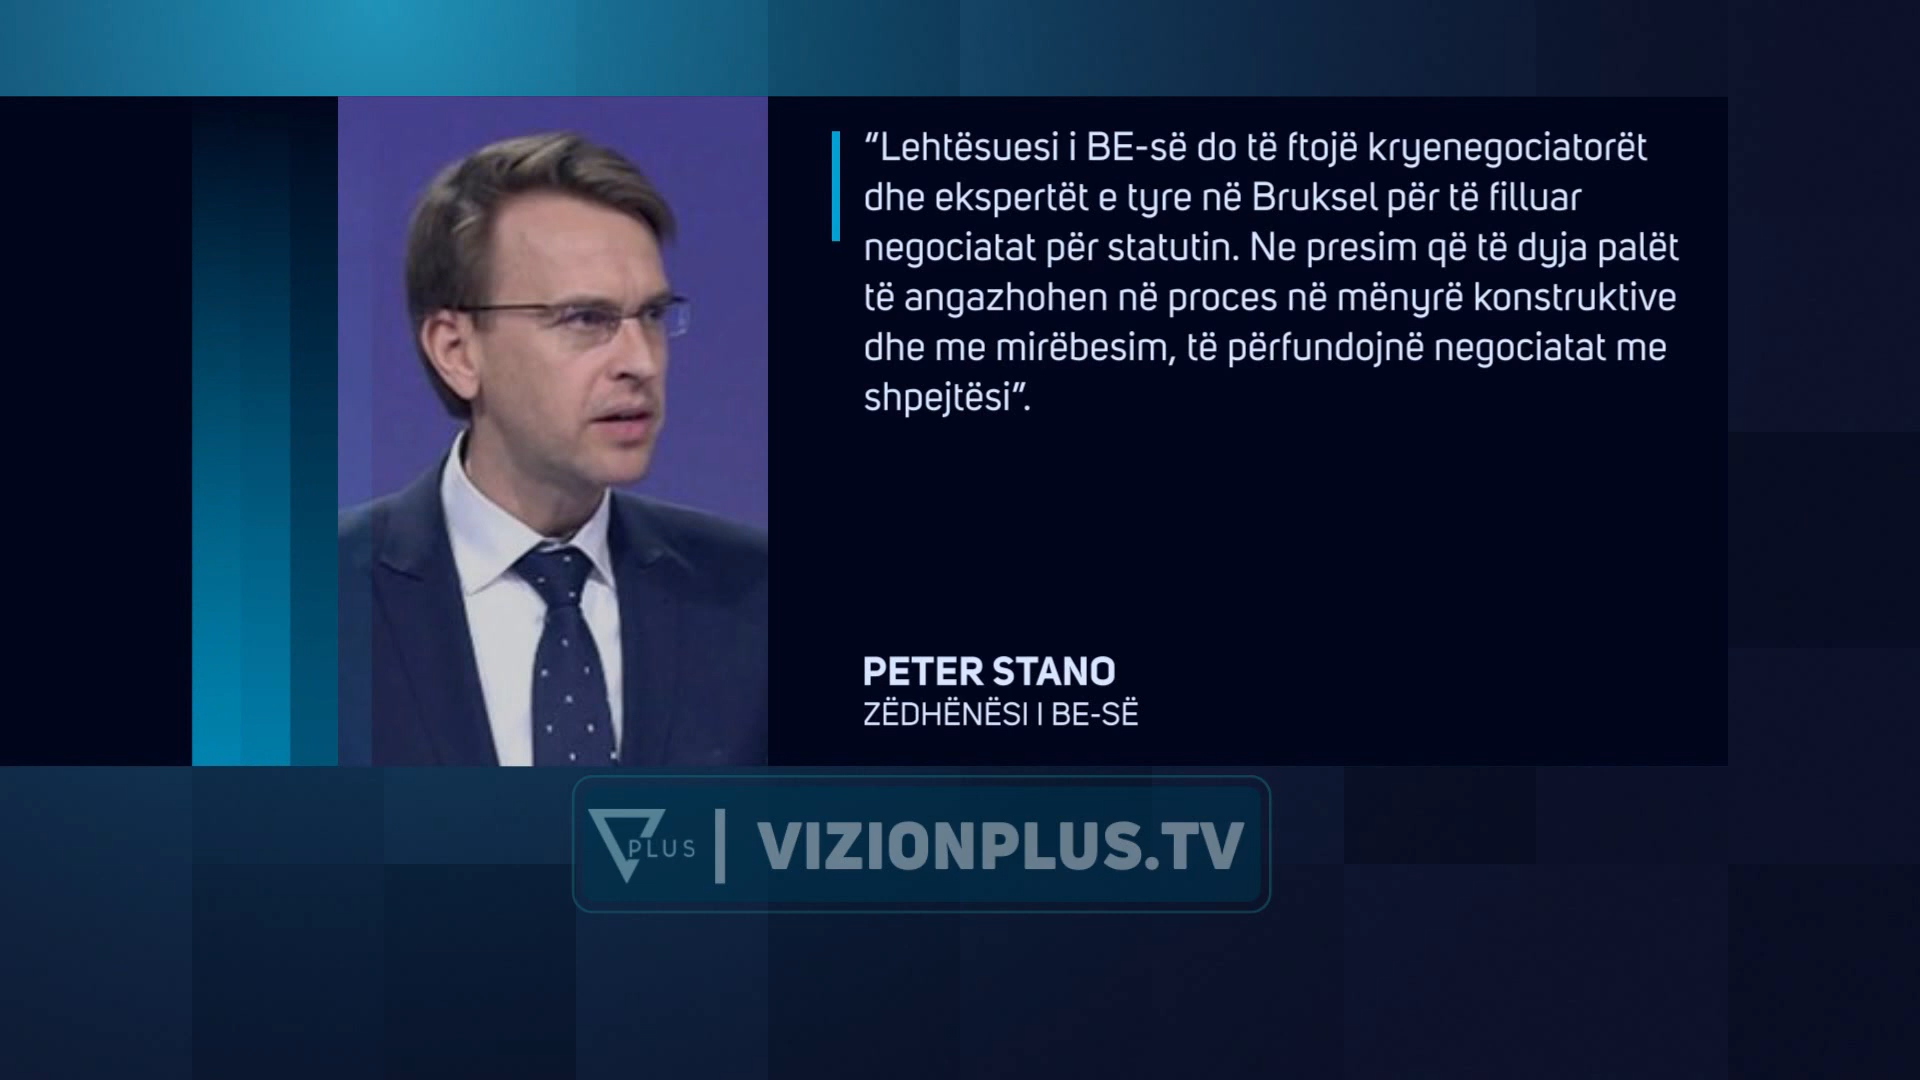 “Lehtësuesi i BE-së do të ftojë kryenegociatorët
dhe ekspertët e tyre në Bruksel për të filluar
negociatat për statutin. Ne presim që të dyja palët
të angazhohen në proces në mënyrë konstruktive
dhe me mirëbesim, të përfundojnë negociatat me
shpejtësi”.
PETER STANO
ZËDHËNËSI I BE-SË
PLUS | VIZIONPLUS.TV